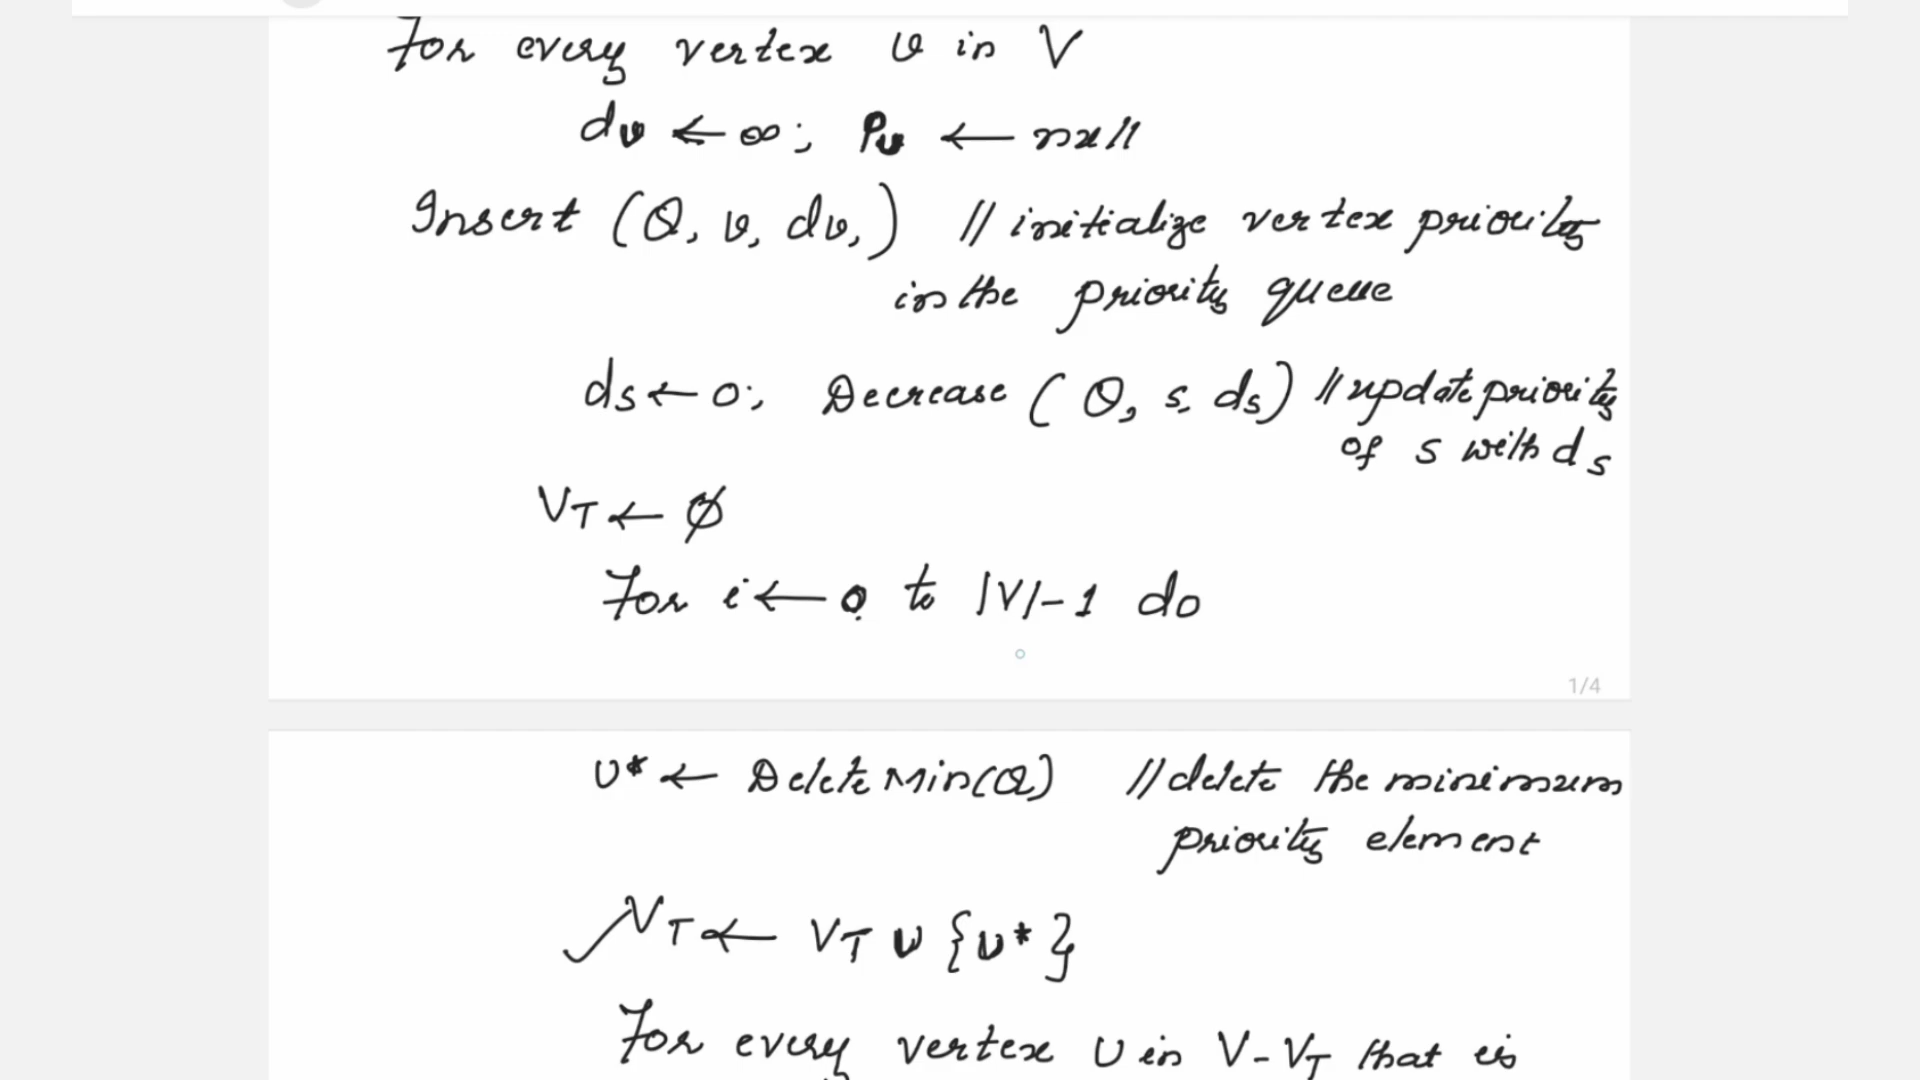 For every vertex v in V
dv ← ∞; Pv ← null
Insert (Q, v, dv,) // initialize vertex priority
in the priority queue
ds ← 0; Decrease (Q, s, ds) // update priority
of s with ds
VT ← ∅
For i ← 0 to |V|-1 do
1/4
u* ← DeleteMin(Q) // delete the minimum
priority element
VT ← VT ∪ {u*}
For every vertex u in V - VT that is